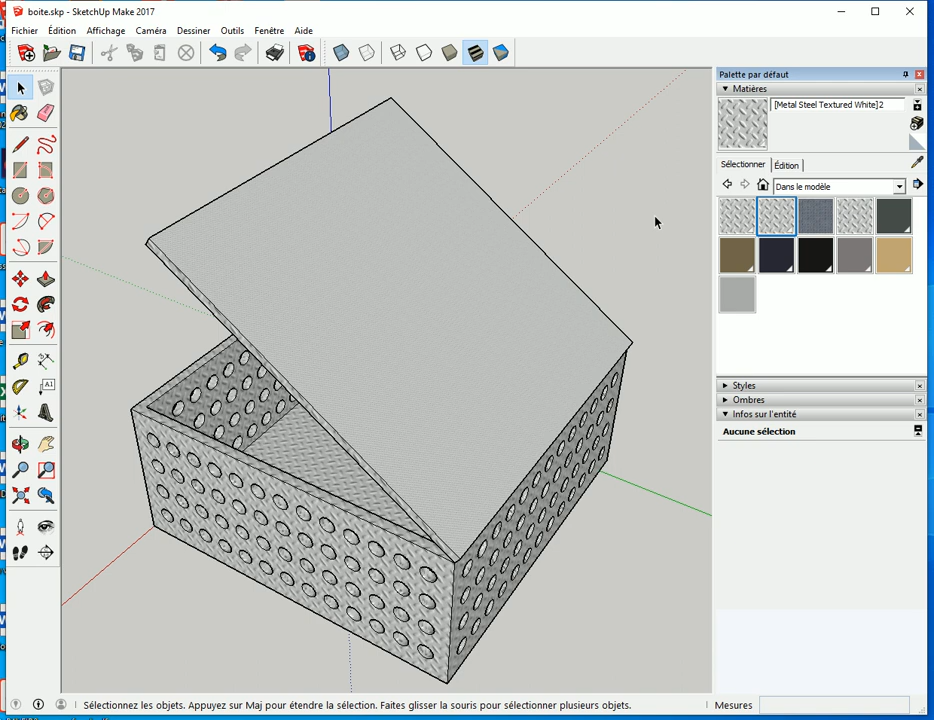 boite.skp - SketchUp Make 2017
Fichier Édition Affichage Caméra Dessiner Outils Fenêtre Aide
Palette par défaut
Matières
[Metal Steel Textured White]2
Sélectionner Édition
Dans le modèle
A1
Styles
Ombres
Infos sur l'entité
Aucune sélection
Sélectionnez les objets. Appuyez sur Maj pour étendre la sélection. Faites glisser la souris pour sélectionner plusieurs objets.
Mesures